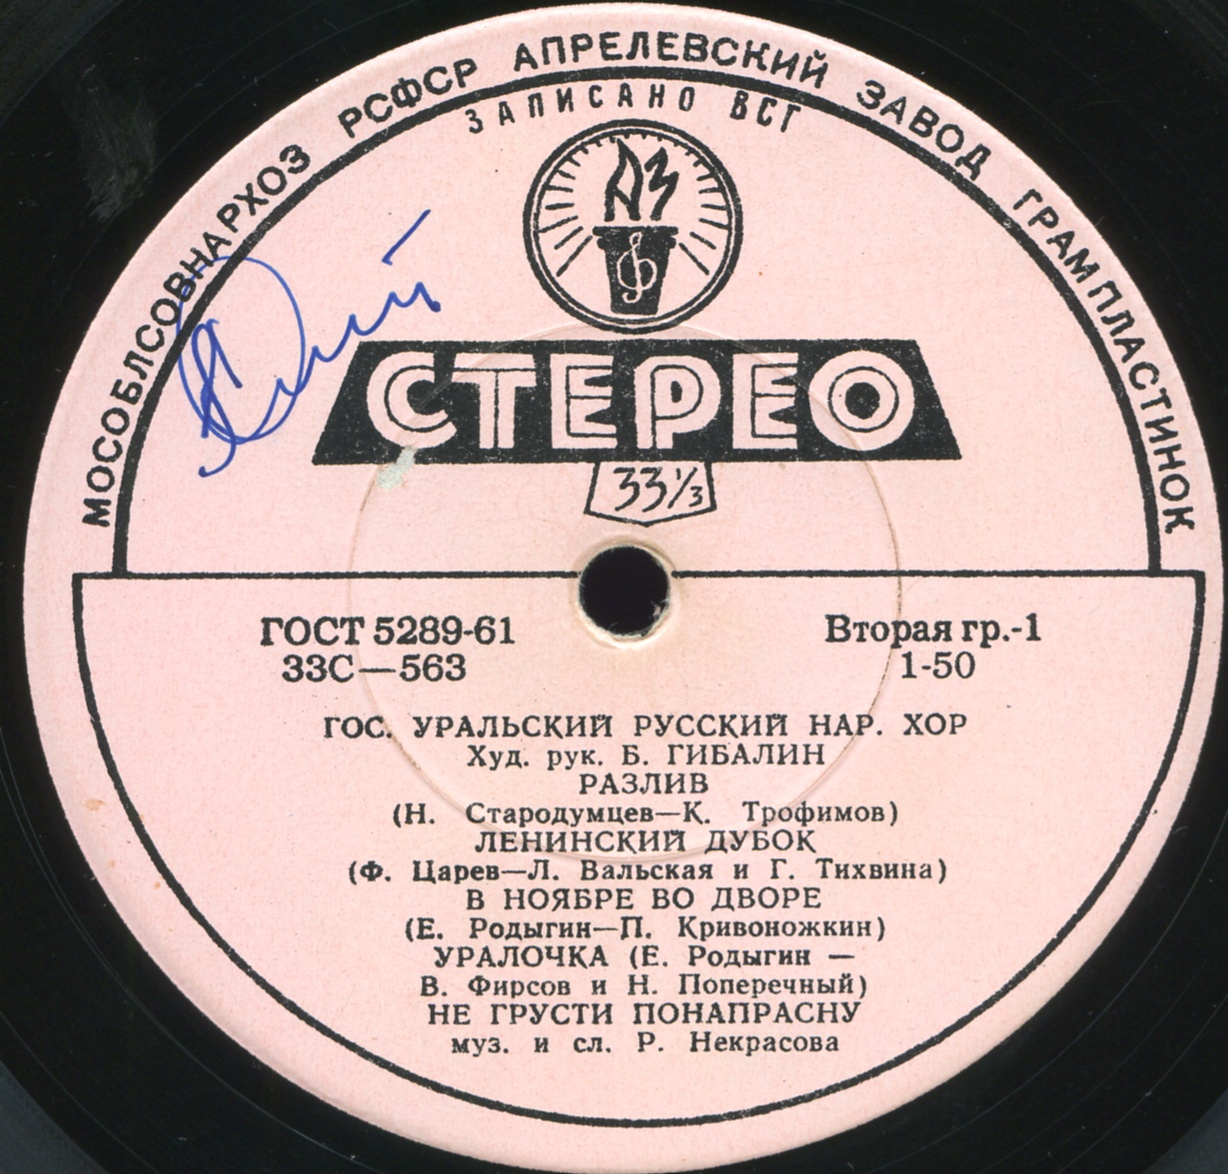 МОСОБЛСОВНАРХОЗ РСФСР АПРЕЛЕВСКИЙ ЗАВОД ГРАМПЛАСТИНОК
ЗАПИСАНО ВСГ
СТЕРЕО
33⅓
ГОСТ 5289-61
33С—563
Вторая гр.-1
1-50
ГОС. УРАЛЬСКИЙ РУССКИЙ НАР. ХОР
Худ. рук. Б. ГИБАЛИН
РАЗЛИВ
(Н. Стародумцев—К. Трофимов)
ЛЕНИНСКИЙ ДУБОК
(Ф. Царев—Л. Вальская и Г. Тихвина)
В НОЯБРЕ ВО ДВОРЕ
(Е. Родыгин—П. Кривоножкин)
УРАЛОЧКА (Е. Родыгин —
В. Фирсов и Н. Поперечный)
НЕ ГРУСТИ ПОНАПРАСНУ
муз. и сл. Р. Некрасова